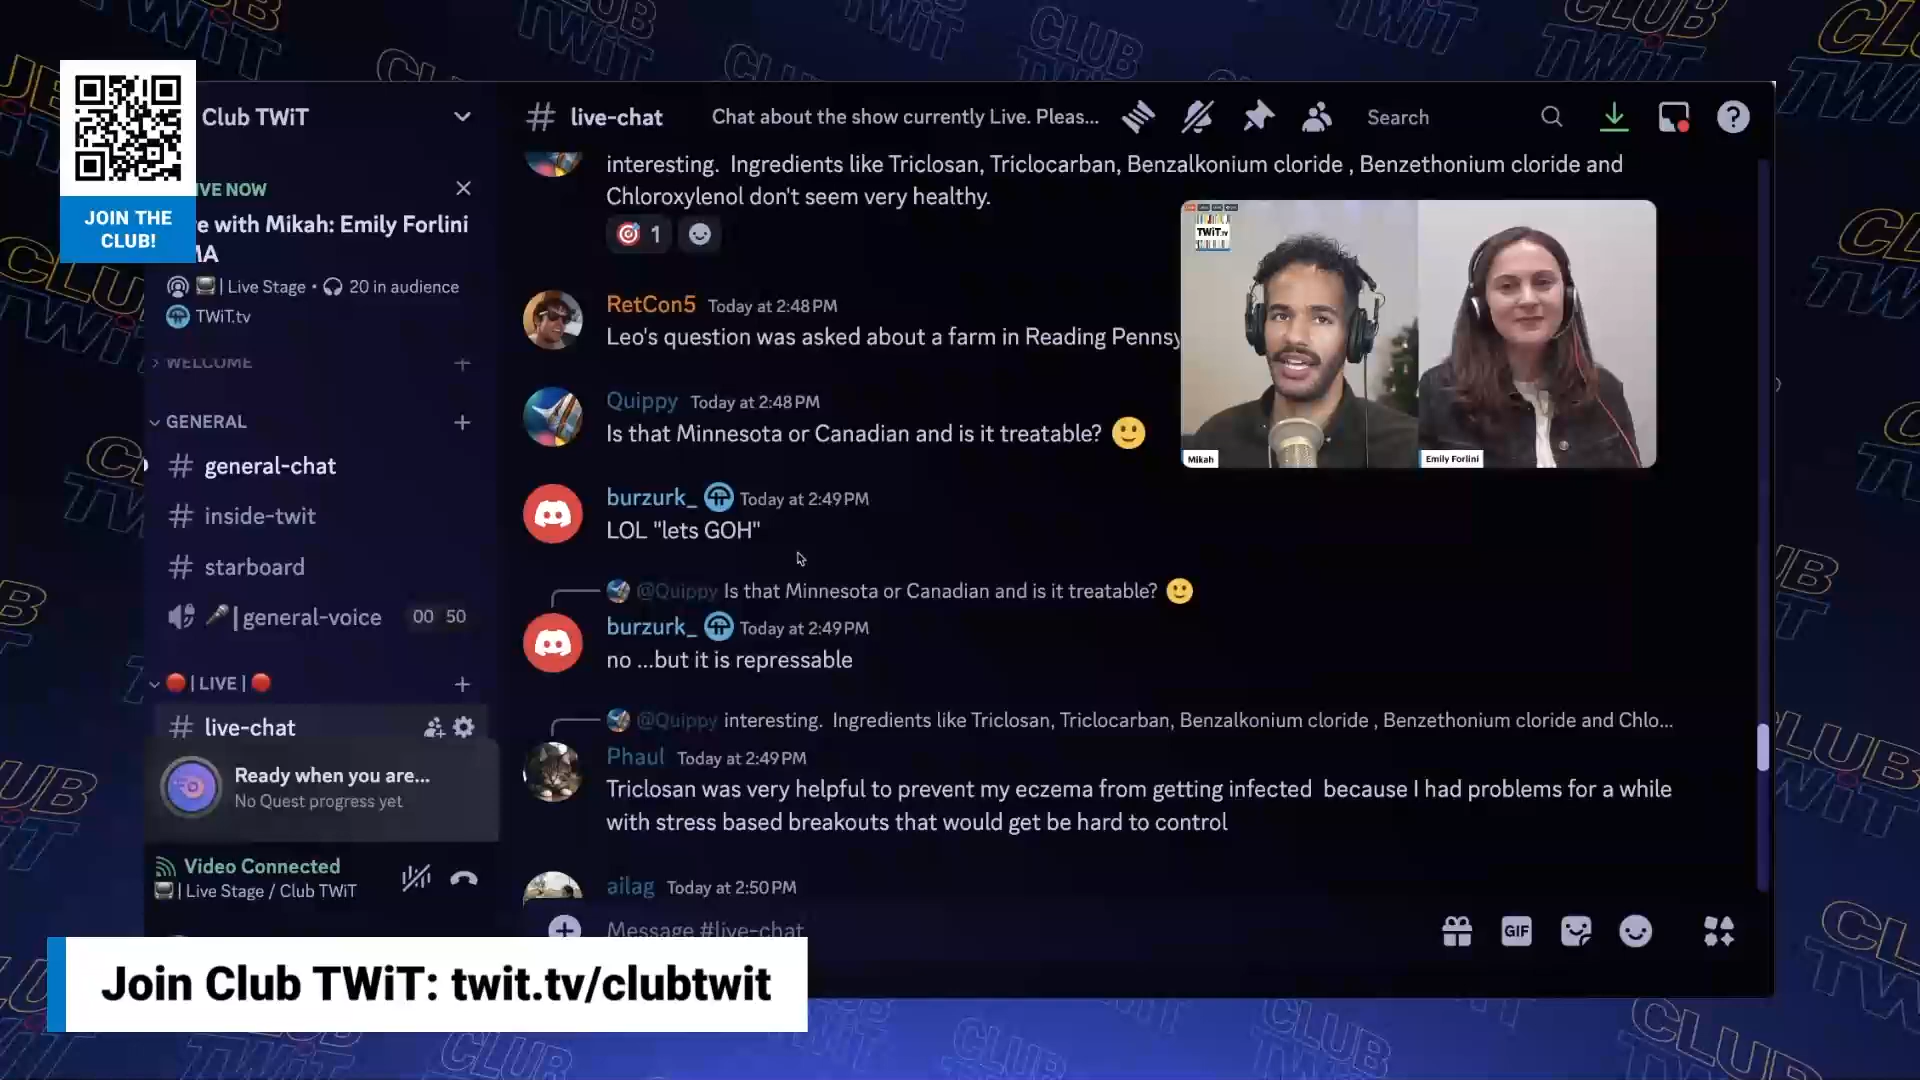 JOIN THE
CLUB!
Club TWiT
IVE NOW
e with Mikah: Emily Forlini
MA
| Live Stage • 20 in audience
TWiT.tv
WELCOME
GENERAL
general-chat
inside-twit
starboard
|general-voice 00 50
| LIVE |
live-chat
Ready when you are...
No Quest progress yet
Video Connected
| Live Stage / Club TWiT
live-chat
Chat about the show currently Live. Pleas...
Search
interesting. Ingredients like Triclosan, Triclocarban, Benzalkonium cloride , Benzethonium cloride and
Chloroxylenol don't seem very healthy.
1
RetCon5 Today at 2:48 PM
Leo's question was asked about a farm in Reading Pennsy
Quippy Today at 2:48 PM
Is that Minnesota or Canadian and is it treatable?
burzurk_ Today at 2:49 PM
LOL "lets GOH"
@Quippy Is that Minnesota or Canadian and is it treatable?
burzurk_ Today at 2:49 PM
no ...but it is repressable
@Quippy interesting. Ingredients like Triclosan, Triclocarban, Benzalkonium cloride , Benzethonium cloride and Chlo...
Phaul Today at 2:49 PM
Triclosan was very helpful to prevent my eczema from getting infected because I had problems for a while
with stress based breakouts that would get be hard to control
ailag Today at 2:50 PM
Message #live-chat
GIF
TWiT.tv
Mikah
Emily Forlini
Join Club TWiT: twit.tv/clubtwit